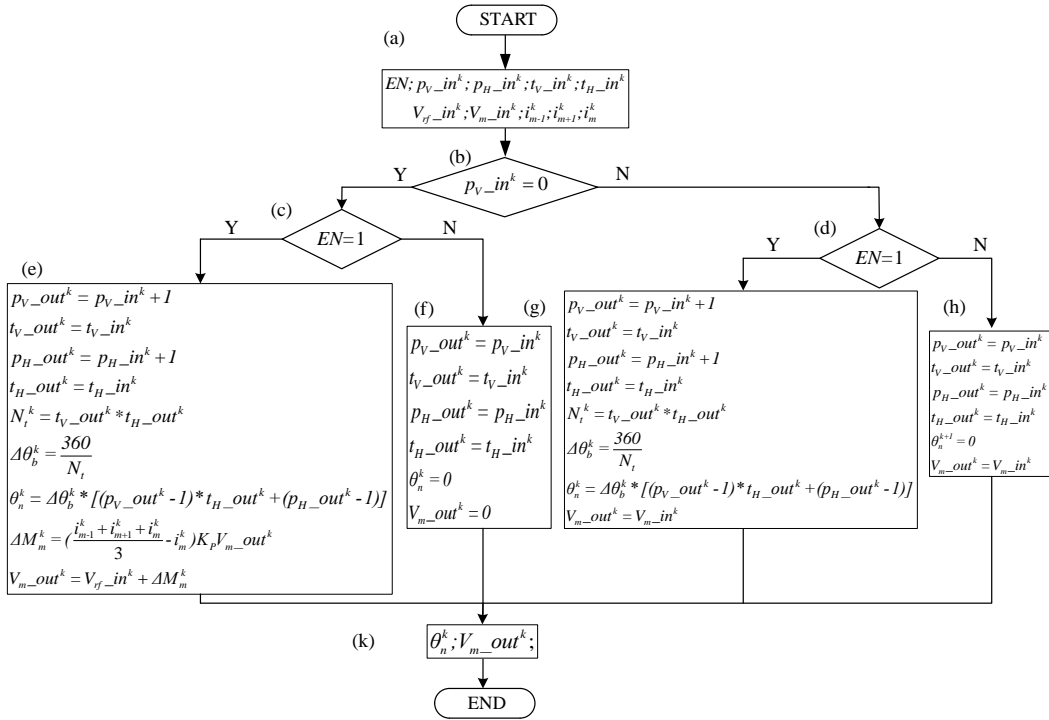 START
(a)
EN; p_V_in^k; p_H_in^k; t_V_in^k; t_H_in^k
V_rf_in^k; V_m_in^k; i_{m-1}^k; i_{m+1}^k; i_m^k
(b)
p_V_in^k = 0
Y
N
(c)
EN=1
Y
N
(d)
EN=1
Y
N
(e)
p_V_out^k = p_V_in^k + 1
t_V_out^k = t_V_in^k
p_H_out^k = p_H_in^k + 1
t_H_out^k = t_H_in^k
N_t^k = t_V_out^k * t_H_out^k
Δθ_b^k = 360/N_t
θ_n^k = Δθ_b^k * [(p_V_out^k - 1) * t_H_out^k + (p_H_out^k - 1)]
ΔM_m^k = ((i_{m-1}^k + i_{m+1}^k + i_m^k)/3 - i_m^k) K_P V_m_out^k
V_m_out^k = V_rf_in^k + ΔM_m^k
(f)
p_V_out^k = p_V_in^k
t_V_out^k = t_V_in^k
p_H_out^k = p_H_in^k
t_H_out^k = t_H_in^k
θ_n^k = 0
V_m_out^k = 0
(g)
p_V_out^k = p_V_in^k + 1
t_V_out^k = t_V_in^k
p_H_out^k = p_H_in^k + 1
t_H_out^k = t_H_in^k
N_t^k = t_V_out^k * t_H_out^k
Δθ_b^k = 360/N_t
θ_n^k = Δθ_b^k * [(p_V_out^k - 1) * t_H_out^k + (p_H_out^k - 1)]
V_m_out^k = V_m_in^k
(h)
p_V_out^k = p_V_in^k
t_V_out^k = t_V_in^k
p_H_out^k = p_H_in^k
t_H_out^k = t_H_in^k
θ_n^{k+1} = 0
V_m_out^k = V_m_in^k
(k)
θ_n^k; V_m_out^k;
END